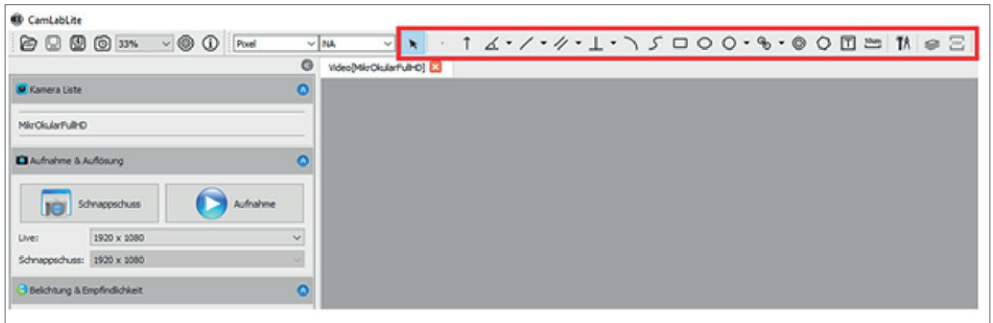 CamLabLite
33% Pixel NA
Video[MikrOkularFullHD]
Kamera Liste
MikrOkularFullHD
Aufnahme & Auflösung
Schnappschuss Aufnahme
Live: 1920 x 1080
Schnappschuss: 1920 x 1080
Belichtung & Empfindlichkeit